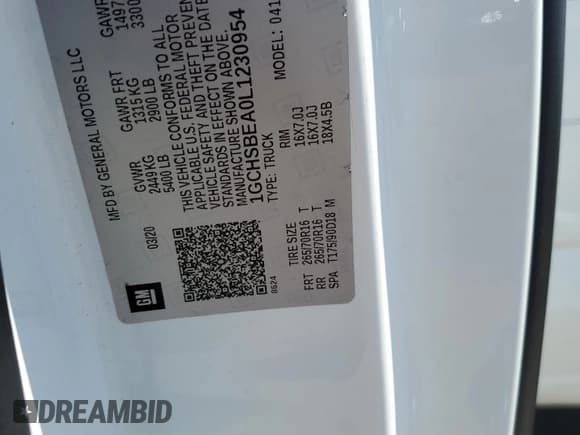 MFD BY GENERAL MOTORS LLC
03/20
GVWR
2449 KG
5400 LB
GAWR FRT
1315 KG
2900 LB
GAWR
1497
3300
THIS VEHICLE CONFORMS TO ALL
APPLICABLE U.S. FEDERAL MOTOR
VEHICLE SAFETY AND THEFT PREVEN
STANDARDS IN EFFECT ON THE DATE
MANUFACTURE SHOWN ABOVE.
1GCHSBEA0L1230954
TYPE: TRUCK
MODEL: 041
GM
0624
TIRE SIZE RIM
FRT 265/70R16 T 16X7.0J
RR 265/70R16 T 16X7.0J
SPA T175/90D18 M 18X4.5B
DREAMBID